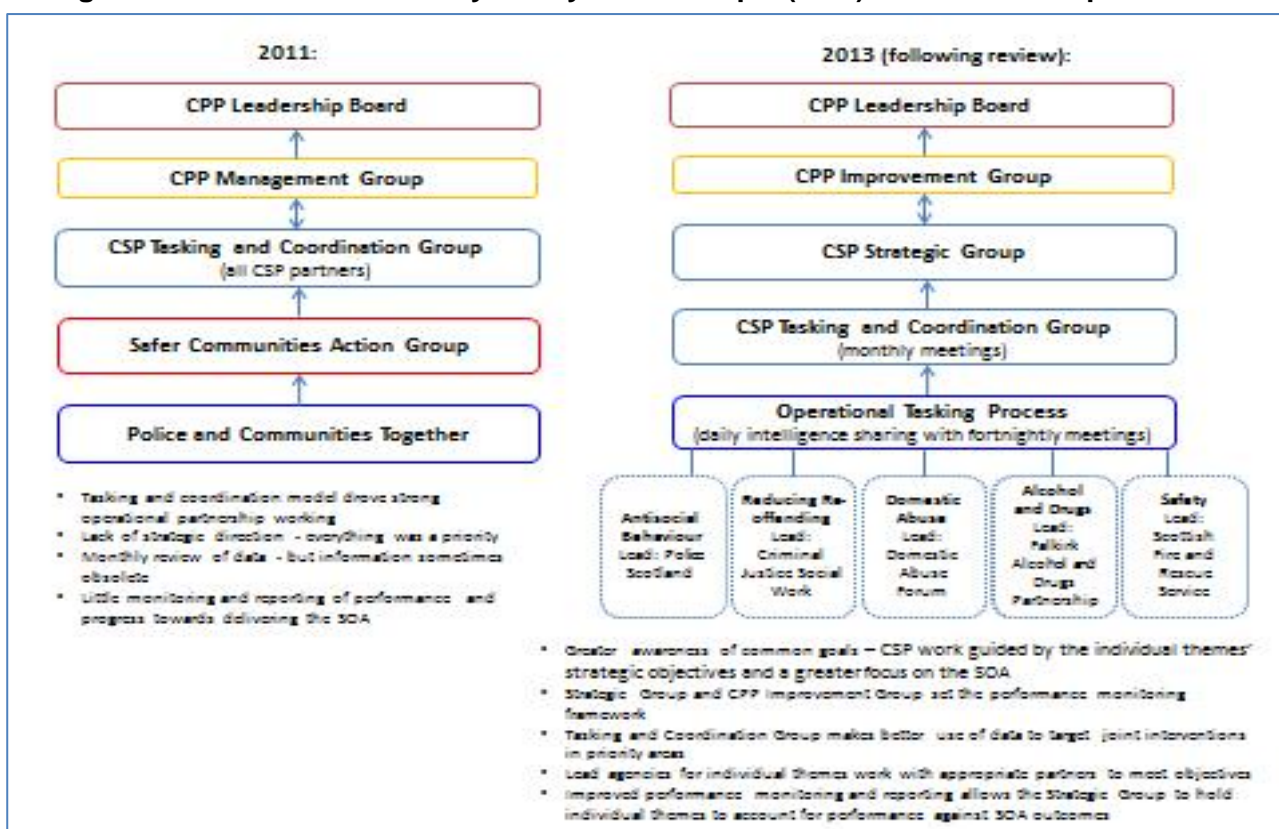 2011:
CPP Leadership Board
CPP Management Group
CSP Tasking and Coordination Group
(all CSP partners)
Safer Communities Action Group
Police and Communities Together
• Tasking and coordination model drove strong
operational partnership working
• Lack of strategic direction - everything was a priority
• Monthly review of data - but information sometimes
obsolete
• Little monitoring and reporting of performance and
progress towards delivering the SOA
2013 (following review):
CPP Leadership Board
CPP Improvement Group
CSP Strategic Group
CSP Tasking and Coordination Group
(monthly meetings)
Operational Tasking Process
(daily intelligence sharing with fortnightly meetings)
Antisocial
Behaviour
Lead: Police
Scotland
Reducing Re-
offending
Lead:
Criminal
Justice Social
Work
Domestic
Abuse
Lead:
Domestic
Abuse
Forum
Alcohol
and Drugs
Lead:
Falkirk
Alcohol and
Drugs
Partnership
Safety
Lead:
Scottish
Fire and
Rescue
Service
• Greater awareness of common goals – CSP work guided by the individual themes'
strategic objectives and a greater focus on the SOA
• Strategic Group and CPP Improvement Group set the performance monitoring
framework
• Tasking and Coordination Group makes better use of data to target joint interventions
in priority areas
• Lead agencies for individual themes work with appropriate partners to meet objectives
• Improved performance monitoring and reporting allows the Strategic Group to hold
individual themes to account for performance against SOA outcomes